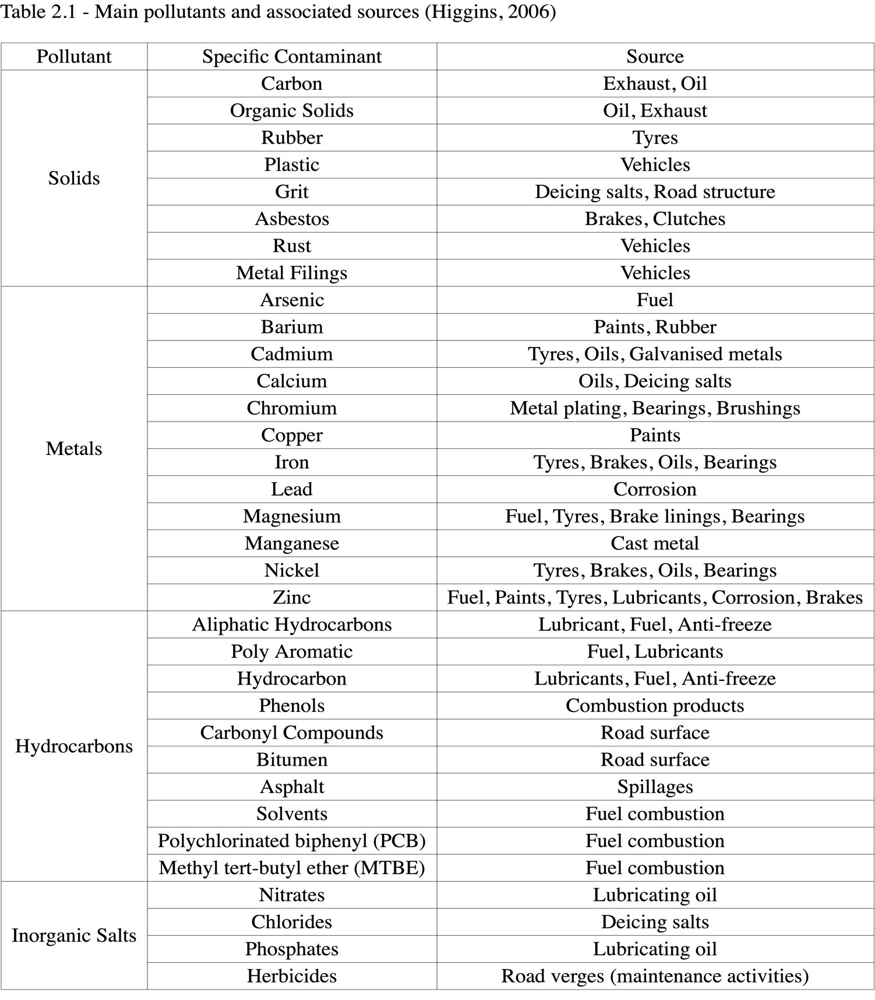 Table 2.1 - Main pollutants and associated sources (Higgins, 2006)
Pollutant Specific Contaminant Source
Solids
Carbon Exhaust, Oil
Organic Solids Oil, Exhaust
Rubber Tyres
Plastic Vehicles
Grit Deicing salts, Road structure
Asbestos Brakes, Clutches
Rust Vehicles
Metal Filings Vehicles
Metals
Arsenic Fuel
Barium Paints, Rubber
Cadmium Tyres, Oils, Galvanised metals
Calcium Oils, Deicing salts
Chromium Metal plating, Bearings, Brushings
Copper Paints
Iron Tyres, Brakes, Oils, Bearings
Lead Corrosion
Magnesium Fuel, Tyres, Brake linings, Bearings
Manganese Cast metal
Nickel Tyres, Brakes, Oils, Bearings
Zinc Fuel, Paints, Tyres, Lubricants, Corrosion, Brakes
Hydrocarbons
Aliphatic Hydrocarbons Lubricant, Fuel, Anti-freeze
Poly Aromatic Fuel, Lubricants
Hydrocarbon Lubricants, Fuel, Anti-freeze
Phenols Combustion products
Carbonyl Compounds Road surface
Bitumen Road surface
Asphalt Spillages
Solvents Fuel combustion
Polychlorinated biphenyl (PCB) Fuel combustion
Methyl tert-butyl ether (MTBE) Fuel combustion
Inorganic Salts
Nitrates Lubricating oil
Chlorides Deicing salts
Phosphates Lubricating oil
Herbicides Road verges (maintenance activities)